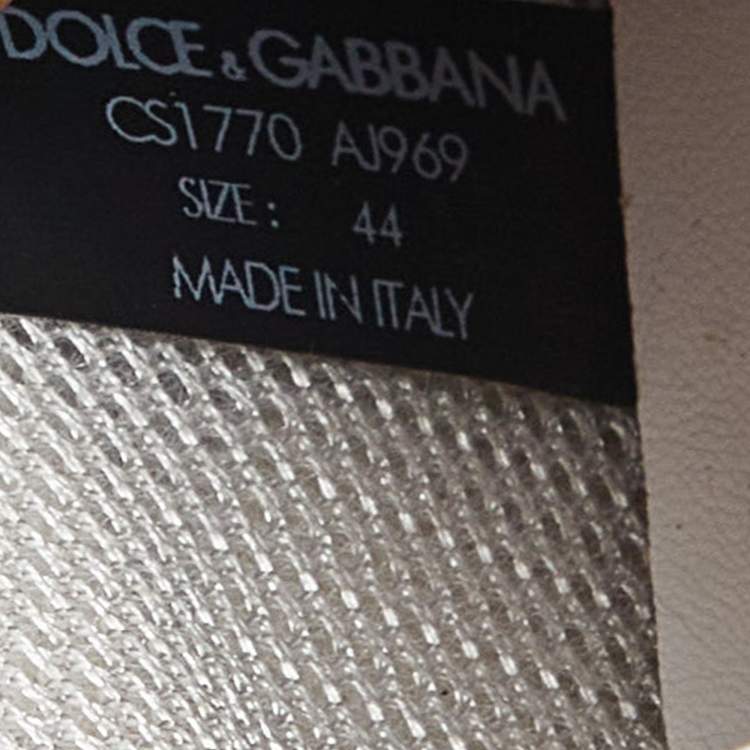 DOLCE & GABBANA
CS1770 AJ969
SIZE: 44
MADE IN ITALY